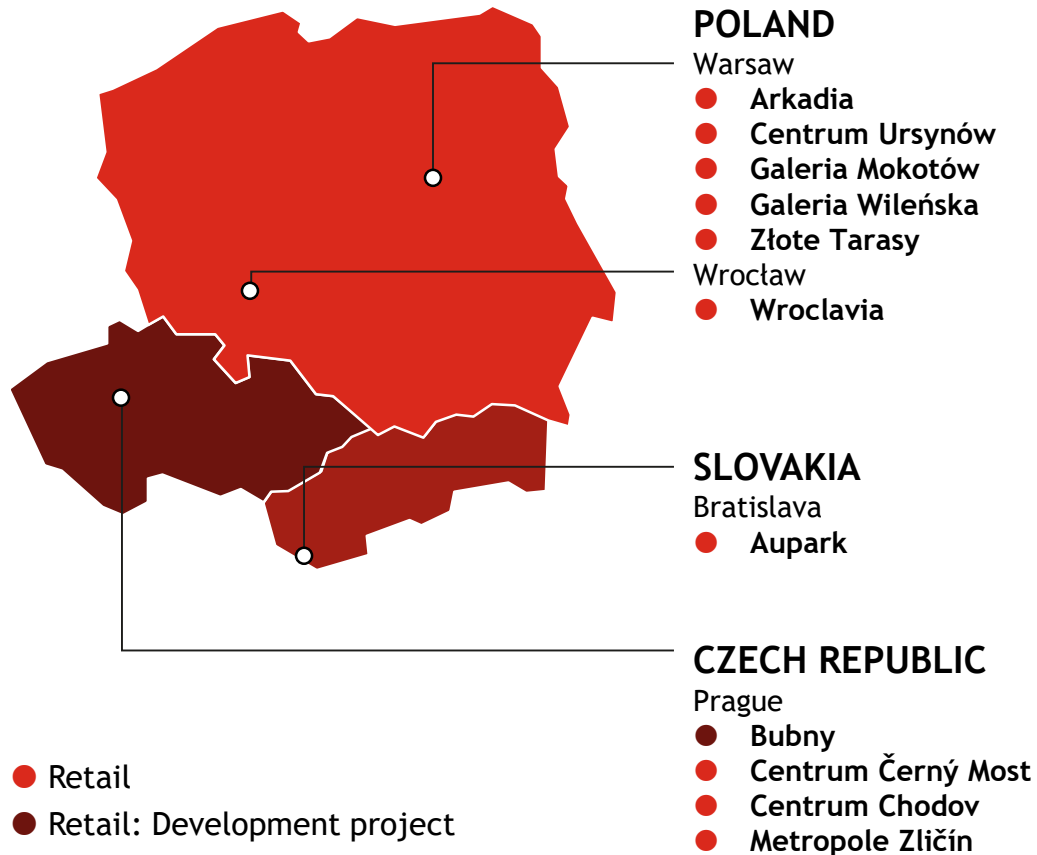 POLAND
Warsaw
Arkadia
Centrum Ursynów
Galeria Mokotów
Galeria Wileńska
Złote Tarasy
Wrocław
Wroclavia
SLOVAKIA
Bratislava
Aupark
CZECH REPUBLIC
Prague
Bubny
Centrum Černý Most
Centrum Chodov
Metropole Zličín
Retail
Retail: Development project